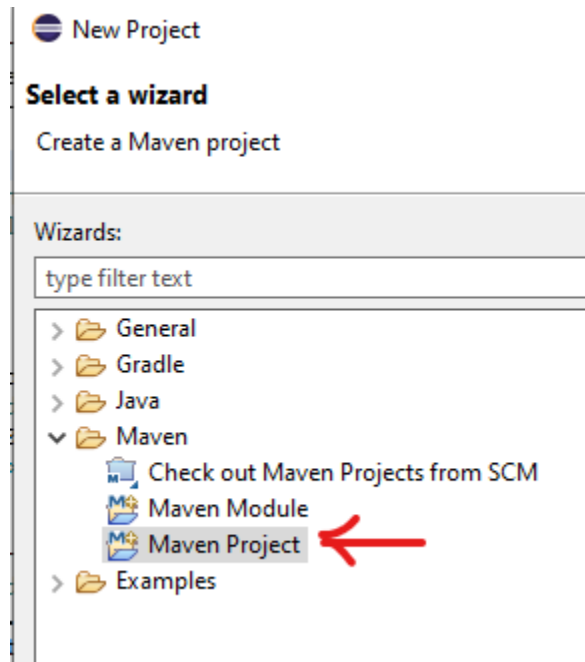 New Project
Select a wizard
Create a Maven project
Wizards:
type filter text
General
Gradle
Java
Maven
Check out Maven Projects from SCM
Maven Module
Maven Project
Examples